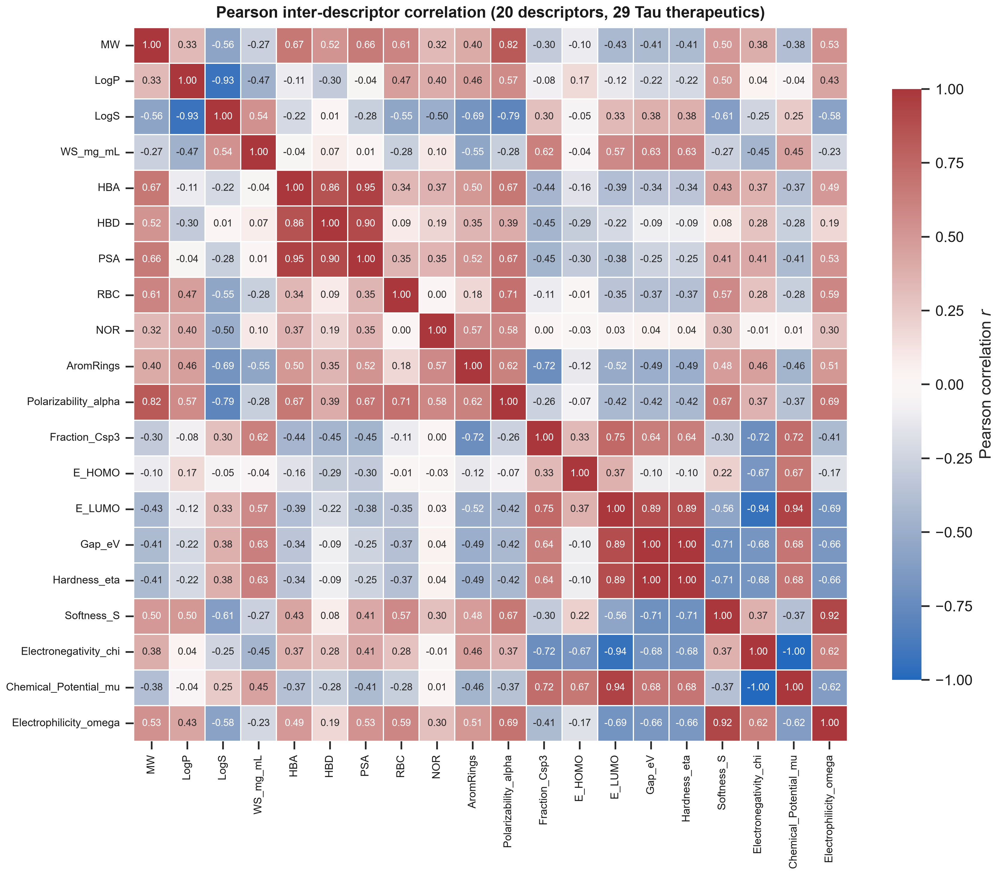 Pearson inter-descriptor correlation (20 descriptors, 29 Tau therapeutics)
MW 1.00 0.33 -0.56 -0.27 0.67 0.52 0.66 0.61 0.32 0.40 0.82 -0.30 -0.10 -0.43 -0.41 -0.41 0.50 0.38 -0.38 0.53
LogP 0.33 1.00 -0.93 -0.47 -0.11 -0.30 -0.04 0.47 0.40 0.46 0.57 -0.08 0.17 -0.12 -0.22 -0.22 0.50 0.04 -0.04 0.43
LogS -0.56 -0.93 1.00 0.54 -0.22 0.01 -0.28 -0.55 -0.50 -0.69 -0.79 0.30 -0.05 0.33 0.38 0.38 -0.61 -0.25 0.25 -0.58
WS_mg_mL -0.27 -0.47 0.54 1.00 -0.04 0.07 0.01 -0.28 0.10 -0.55 -0.28 0.62 -0.04 0.57 0.63 0.63 -0.27 -0.45 0.45 -0.23
HBA 0.67 -0.11 -0.22 -0.04 1.00 0.86 0.95 0.34 0.37 0.50 0.67 -0.44 -0.16 -0.39 -0.34 -0.34 0.43 0.37 -0.37 0.49
HBD 0.52 -0.30 0.01 0.07 0.86 1.00 0.90 0.09 0.19 0.35 0.39 -0.45 -0.29 -0.22 -0.09 -0.09 0.08 0.28 -0.28 0.19
PSA 0.66 -0.04 -0.28 0.01 0.95 0.90 1.00 0.35 0.35 0.52 0.67 -0.45 -0.30 -0.38 -0.25 -0.25 0.41 0.41 -0.41 0.53
RBC 0.61 0.47 -0.55 -0.28 0.34 0.09 0.35 1.00 0.00 0.18 0.71 -0.11 -0.01 -0.35 -0.37 -0.37 0.57 0.28 -0.28 0.59
NOR 0.32 0.40 -0.50 0.10 0.37 0.19 0.35 0.00 1.00 0.57 0.58 0.00 -0.03 0.03 0.04 0.04 0.30 -0.01 0.01 0.30
AromRings 0.40 0.46 -0.69 -0.55 0.50 0.35 0.52 0.18 0.57 1.00 0.62 -0.72 -0.12 -0.52 -0.49 -0.49 0.48 0.46 -0.46 0.51
Polarizability_alpha 0.82 0.57 -0.79 -0.28 0.67 0.39 0.67 0.71 0.58 0.62 1.00 -0.26 -0.07 -0.42 -0.42 -0.42 0.67 0.37 -0.37 0.69
Fraction_Csp3 -0.30 -0.08 0.30 0.62 -0.44 -0.45 -0.45 -0.11 0.00 -0.72 -0.26 1.00 0.33 0.75 0.64 0.64 -0.30 -0.72 0.72 -0.41
E_HOMO -0.10 0.17 -0.05 -0.04 -0.16 -0.29 -0.30 -0.01 -0.03 -0.12 -0.07 0.33 1.00 0.37 -0.10 -0.10 0.22 -0.67 0.67 -0.17
E_LUMO -0.43 -0.12 0.33 0.57 -0.39 -0.22 -0.38 -0.35 0.03 -0.52 -0.42 0.75 0.37 1.00 0.89 0.89 -0.56 -0.94 0.94 -0.69
Gap_eV -0.41 -0.22 0.38 0.63 -0.34 -0.09 -0.25 -0.37 0.04 -0.49 -0.42 0.64 -0.10 0.89 1.00 1.00 -0.71 -0.68 0.68 -0.66
Hardness_eta -0.41 -0.22 0.38 0.63 -0.34 -0.09 -0.25 -0.37 0.04 -0.49 -0.42 0.64 -0.10 0.89 1.00 1.00 -0.71 -0.68 0.68 -0.66
Softness_S 0.50 0.50 -0.61 -0.27 0.43 0.08 0.41 0.57 0.30 0.48 0.67 -0.30 0.22 -0.56 -0.71 -0.71 1.00 0.37 -0.37 0.92
Electronegativity_chi 0.38 0.04 -0.25 -0.45 0.37 0.28 0.41 0.28 -0.01 0.46 0.37 -0.72 -0.67 -0.94 -0.68 -0.68 0.37 1.00 -1.00 0.62
Chemical_Potential_mu -0.38 -0.04 0.25 0.45 -0.37 -0.28 -0.41 -0.28 0.01 -0.46 -0.37 0.72 0.67 0.94 0.68 0.68 -0.37 -1.00 1.00 -0.62
Electrophilicity_omega 0.53 0.43 -0.58 -0.23 0.49 0.19 0.53 0.59 0.30 0.51 0.69 -0.41 -0.17 -0.69 -0.66 -0.66 0.92 0.62 -0.62 1.00
MW
LogP
LogS
WS_mg_mL
HBA
HBD
PSA
RBC
NOR
AromRings
Polarizability_alpha
Fraction_Csp3
E_HOMO
E_LUMO
Gap_eV
Hardness_eta
Softness_S
Electronegativity_chi
Chemical_Potential_mu
Electrophilicity_omega
1.00
0.75
0.50
0.25
0.00
−0.25
−0.50
−0.75
−1.00
Pearson correlation r